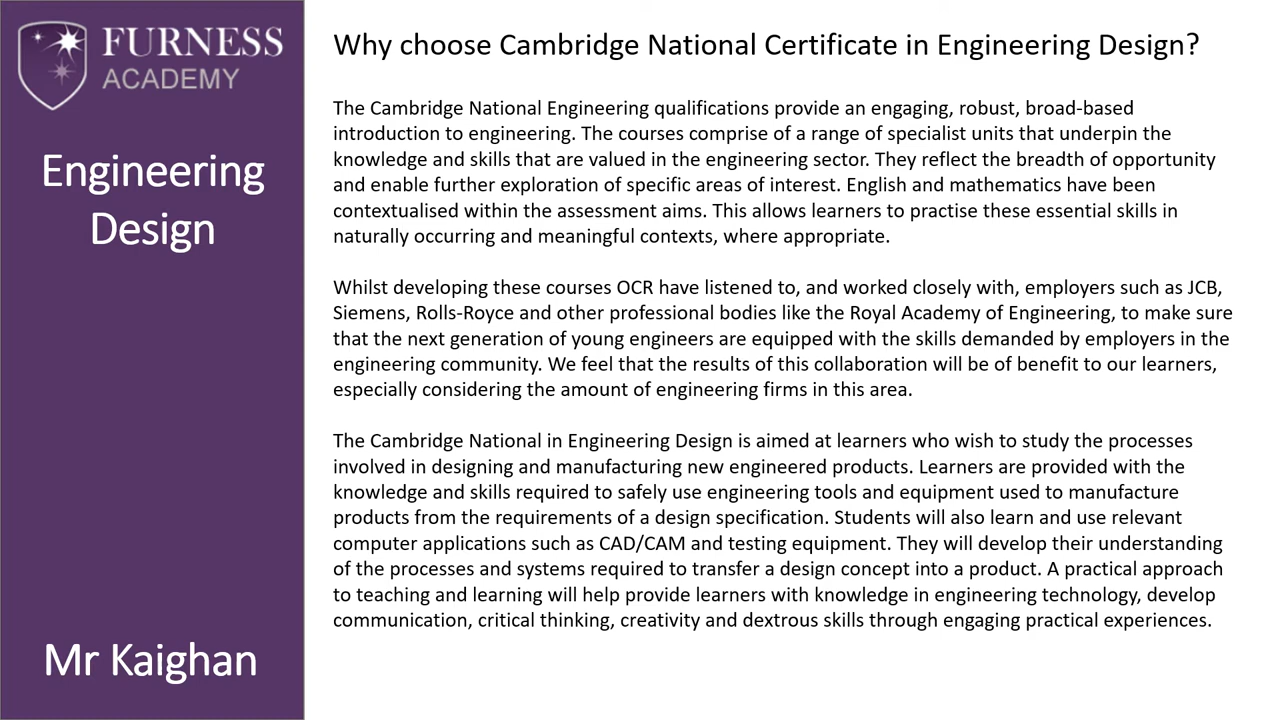 FURNESS
ACADEMY
Engineering
Design
Mr Kaighan
Why choose Cambridge National Certificate in Engineering Design?
The Cambridge National Engineering qualifications provide an engaging, robust, broad-based
introduction to engineering. The courses comprise of a range of specialist units that underpin the
knowledge and skills that are valued in the engineering sector. They reflect the breadth of opportunity
and enable further exploration of specific areas of interest. English and mathematics have been
contextualised within the assessment aims. This allows learners to practise these essential skills in
naturally occurring and meaningful contexts, where appropriate.
Whilst developing these courses OCR have listened to, and worked closely with, employers such as JCB,
Siemens, Rolls-Royce and other professional bodies like the Royal Academy of Engineering, to make sure
that the next generation of young engineers are equipped with the skills demanded by employers in the
engineering community. We feel that the results of this collaboration will be of benefit to our learners,
especially considering the amount of engineering firms in this area.
The Cambridge National in Engineering Design is aimed at learners who wish to study the processes
involved in designing and manufacturing new engineered products. Learners are provided with the
knowledge and skills required to safely use engineering tools and equipment used to manufacture
products from the requirements of a design specification. Students will also learn and use relevant
computer applications such as CAD/CAM and testing equipment. They will develop their understanding
of the processes and systems required to transfer a design concept into a product. A practical approach
to teaching and learning will help provide learners with knowledge in engineering technology, develop
communication, critical thinking, creativity and dextrous skills through engaging practical experiences.